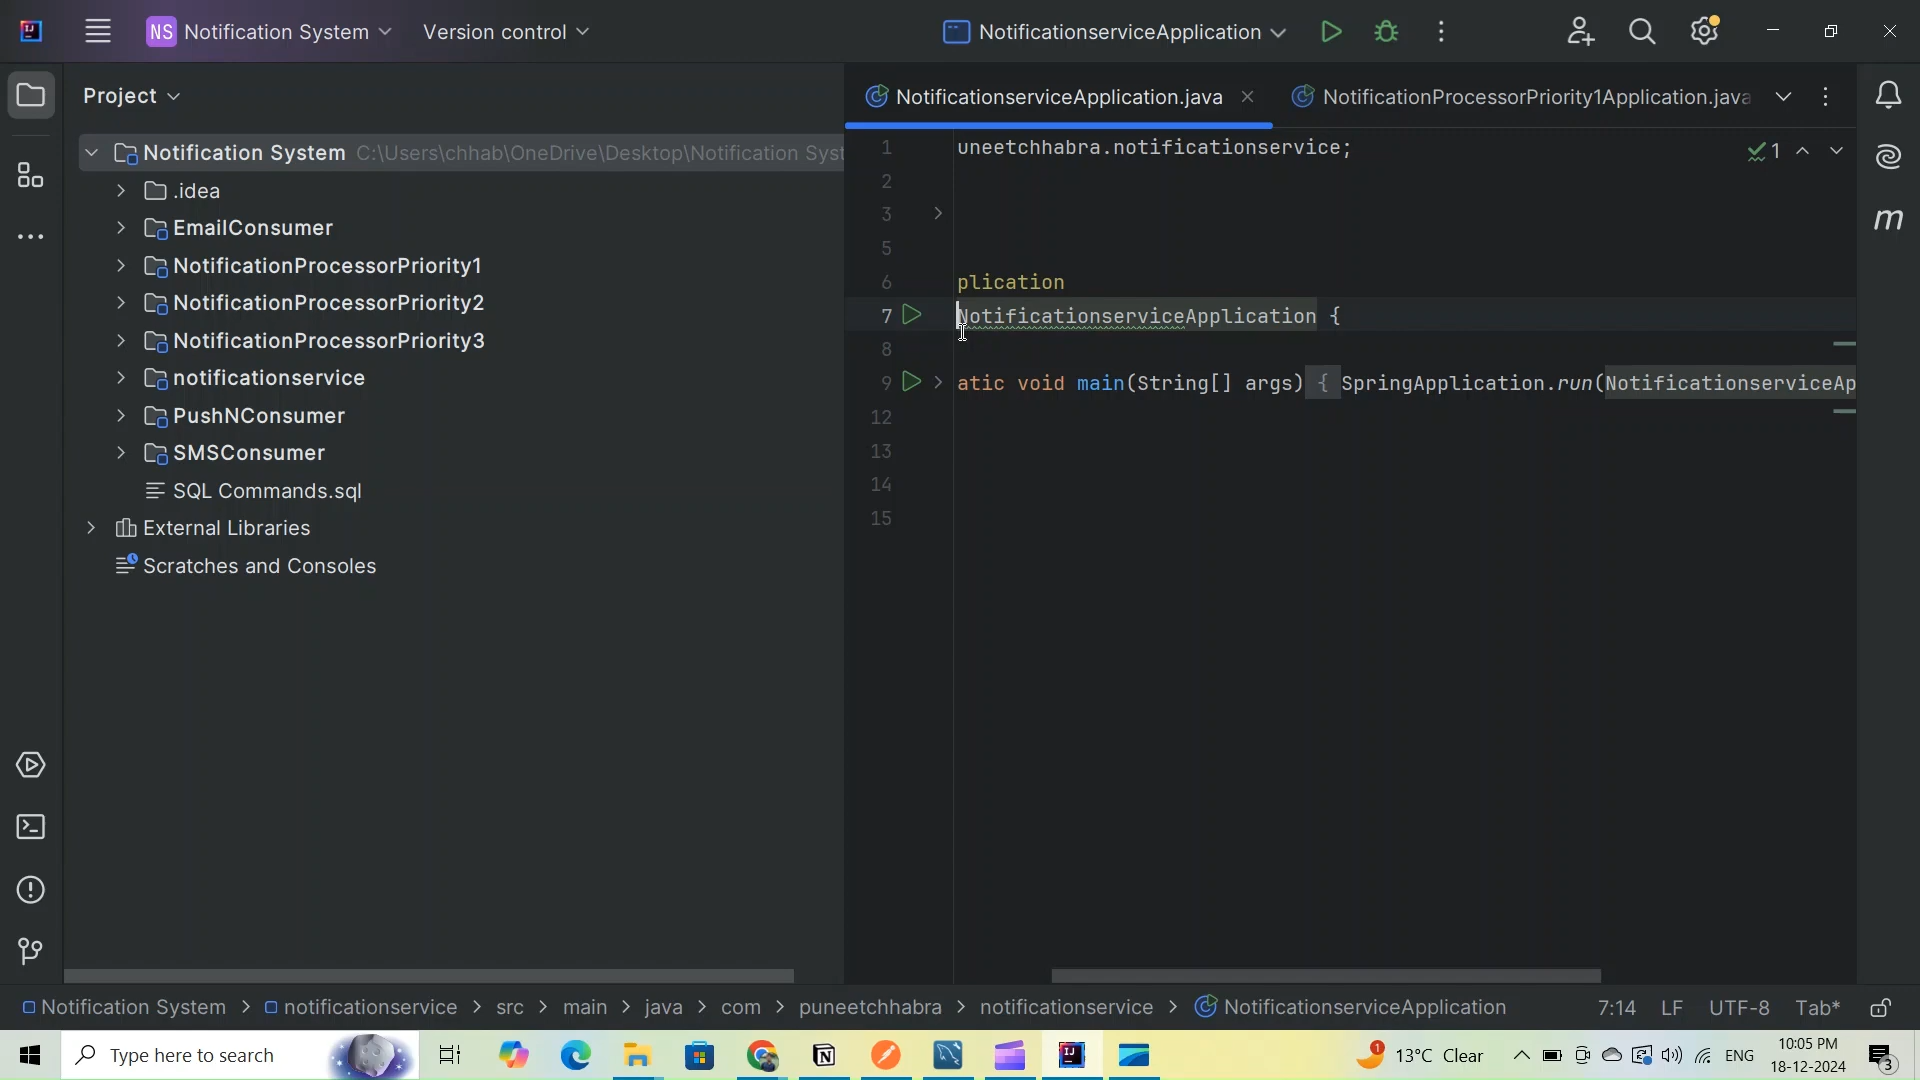 NS Notification System Version control NotificationserviceApplication
Project
NotificationserviceApplication.java NotificationProcessorPriority1Application.java
Notification System C:\Users\chhab\OneDrive\Desktop\Notification Syst
.idea
EmailConsumer
NotificationProcessorPriority1
NotificationProcessorPriority2
NotificationProcessorPriority3
notificationservice
PushNConsumer
SMSConsumer
SQL Commands.sql
External Libraries
Scratches and Consoles
1 uneetchhabra.notificationservice;
1
2
3
5
6 plication
7 NotificationserviceApplication {
8
9 atic void main(String[] args) { SpringApplication.run(NotificationserviceAp
12
13
14
15
m
Notification System > notificationservice > src > main > java > com > puneetchhabra > notificationservice > NotificationserviceApplication 7:14 LF UTF-8 Tab*
Type here to search
1 13°C Clear ENG 10:05 PM
18-12-2024 3